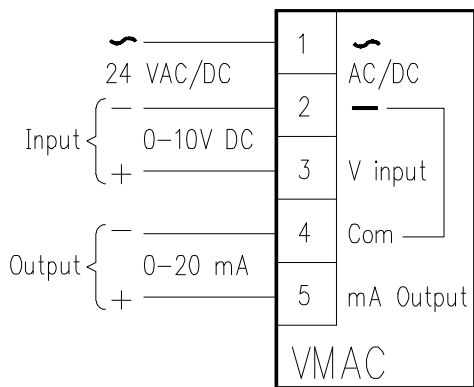 1
24 VAC/DC
AC/DC
− 2 −
Input
0-10V DC
+ 3 V input
− 4 Com
Output
0-20 mA
+ 5 mA Output
VMAC